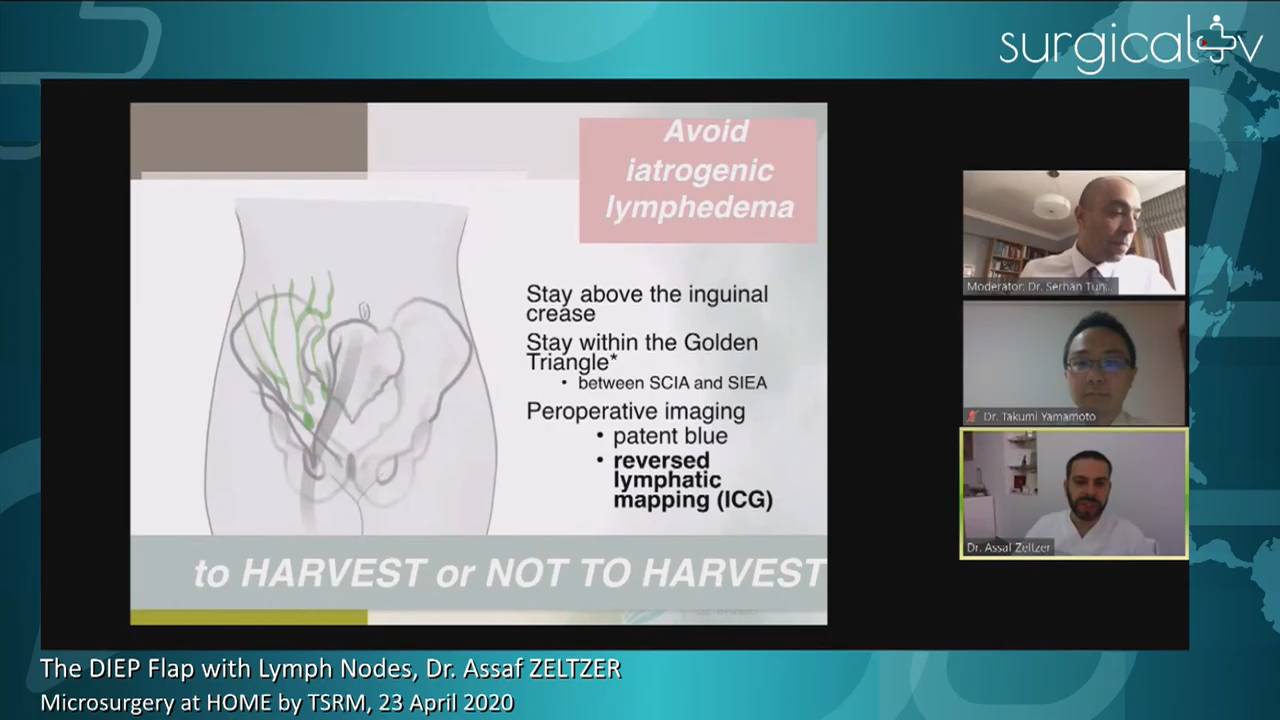 surgicaltv
Avoid
iatrogenic
lymphedema
Stay above the inguinal
crease
Stay within the Golden
Triangle*
• between SCIA and SIEA
Peroperative imaging
• patent blue
• reversed
lymphatic
mapping (ICG)
to HARVEST or NOT TO HARVEST
Moderator: Dr. Serhan Tun...
Dr. Takumi Yamamoto
Dr. Assaf Zeltzer
The DIEP Flap with Lymph Nodes, Dr. Assaf ZELTZER
Microsurgery at HOME by TSRM, 23 April 2020